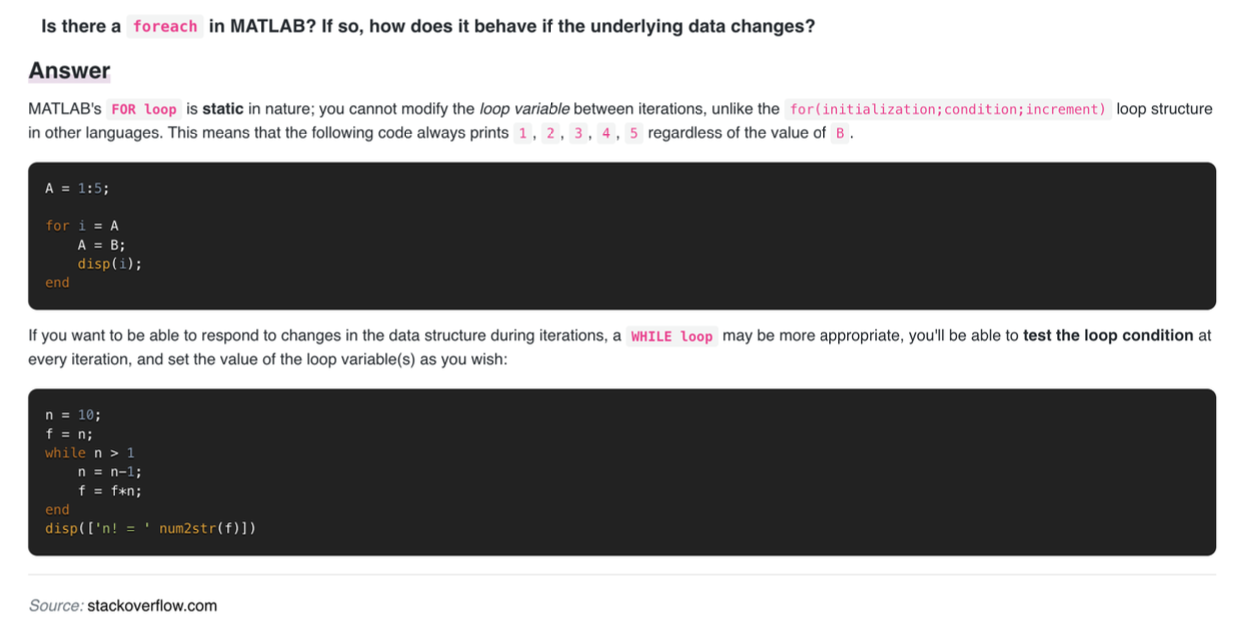 Is there a foreach in MATLAB? If so, how does it behave if the underlying data changes?
Answer
MATLAB's FOR loop is static in nature; you cannot modify the loop variable between iterations, unlike the for(initialization;condition;increment) loop structure
in other languages. This means that the following code always prints 1, 2, 3, 4, 5 regardless of the value of B.
A = 1:5;
for i = A
    A = B;
    disp(i);
end
If you want to be able to respond to changes in the data structure during iterations, a WHILE loop may be more appropriate, you'll be able to test the loop condition at
every iteration, and set the value of the loop variable(s) as you wish:
n = 10;
f = n;
while n > 1
    n = n-1;
    f = f*n;
end
disp(['n! = ' num2str(f)])
Source: stackoverflow.com